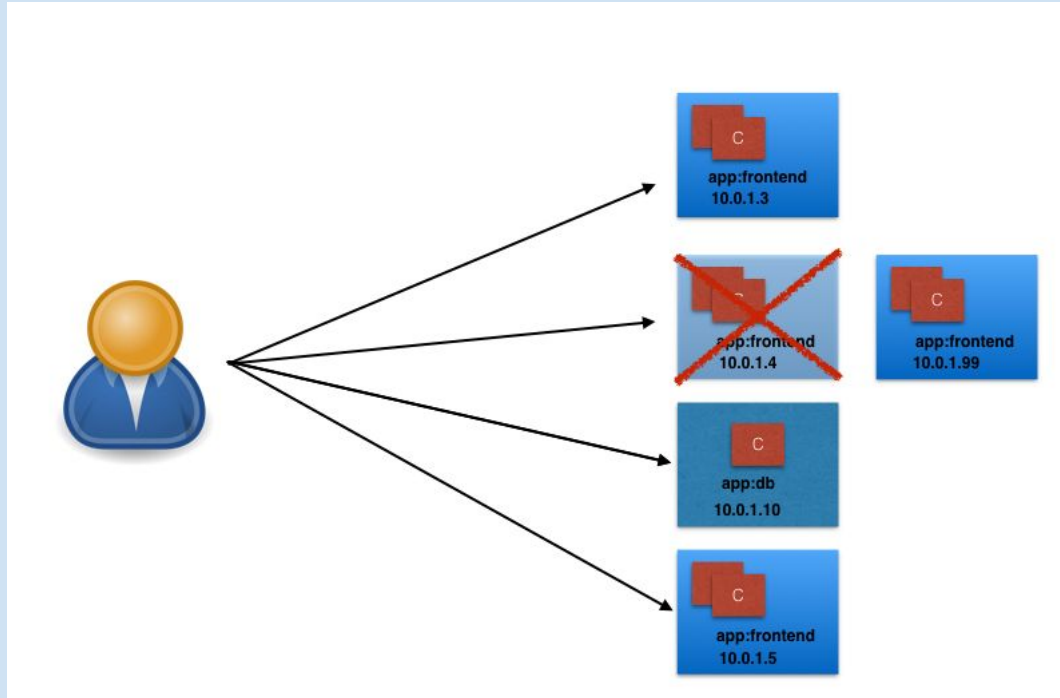 C
app:frontend
10.0.1.3
C
app:frontend
10.0.1.4
C
app:frontend
10.0.1.99
C
app:db
10.0.1.10
C
app:frontend
10.0.1.5